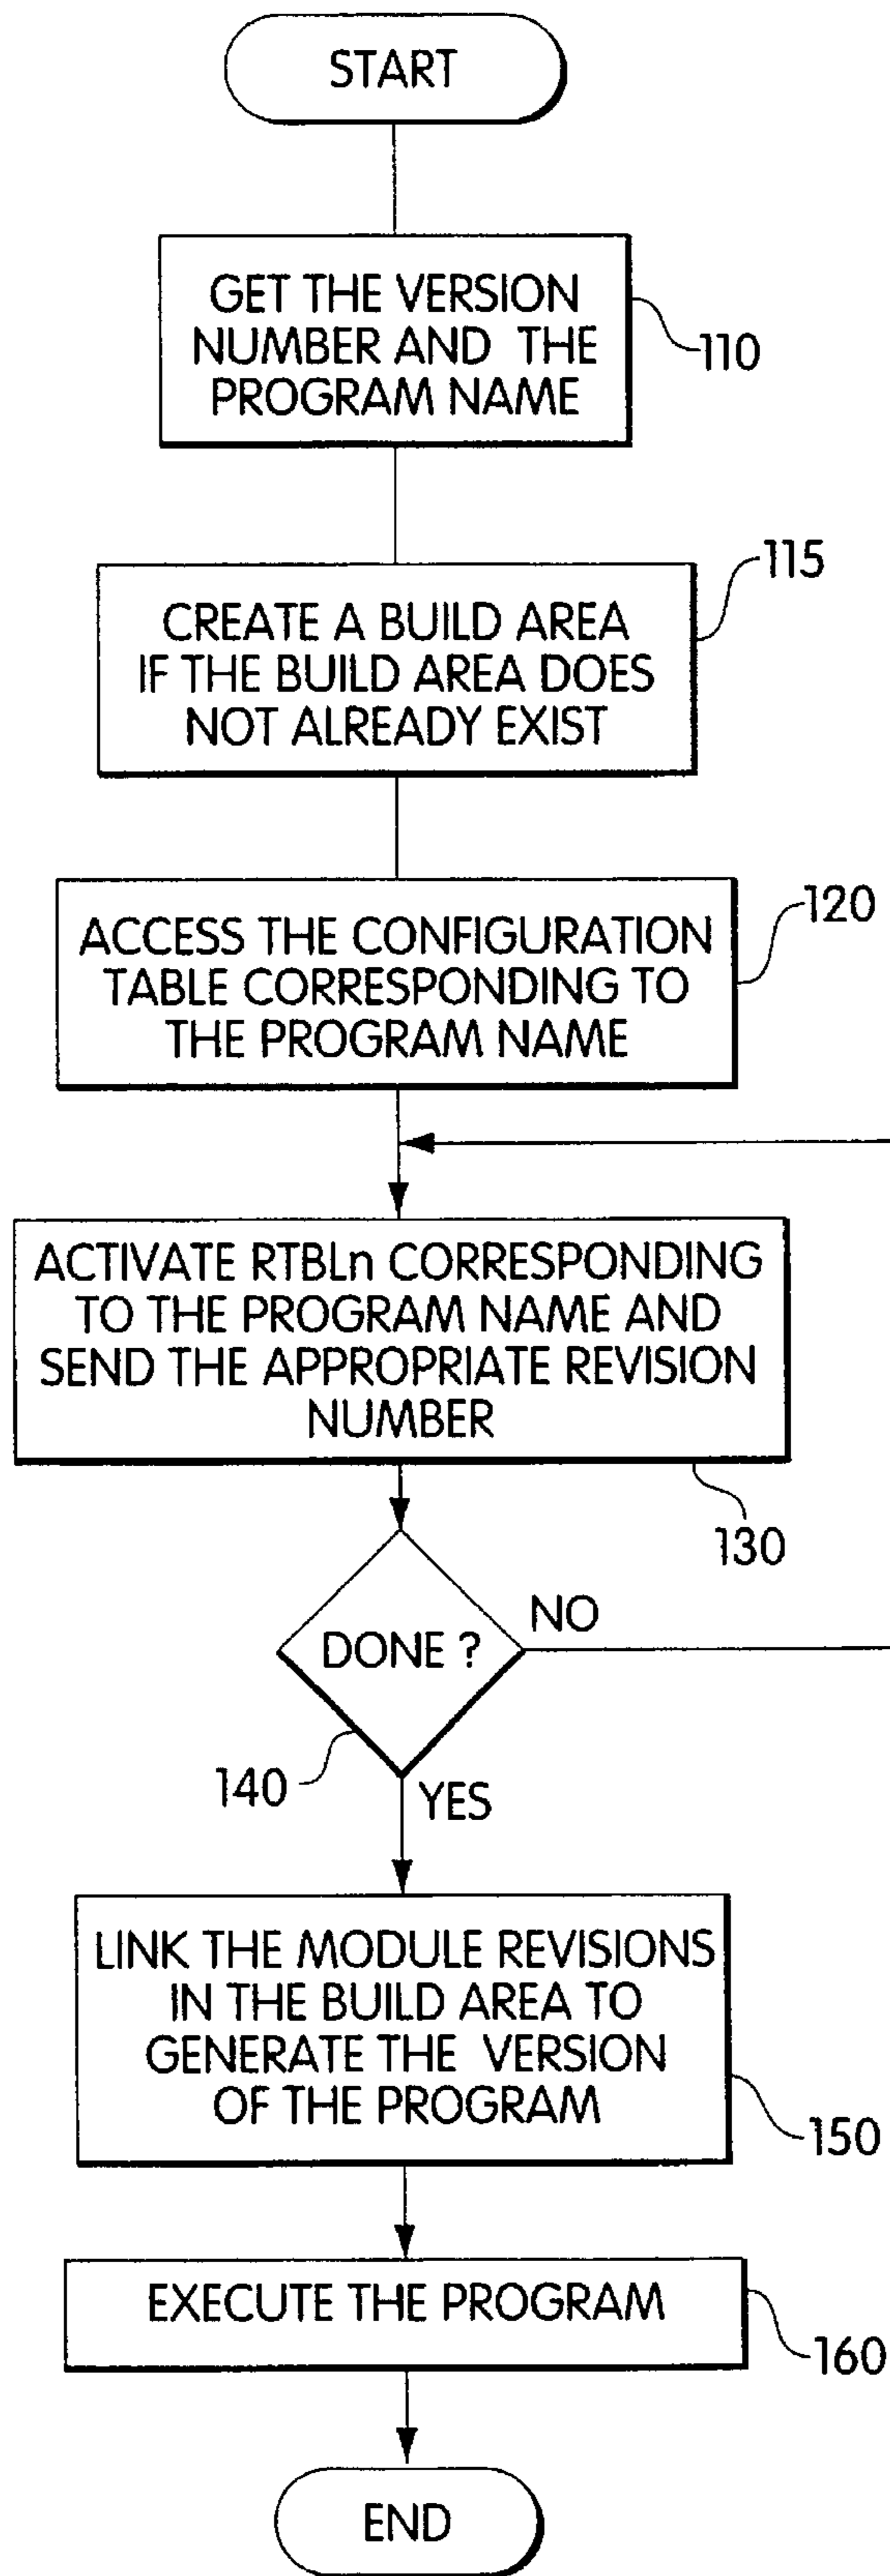 START
GET THE VERSION
NUMBER AND THE
PROGRAM NAME
110
115
CREATE A BUILD AREA
IF THE BUILD AREA DOES
NOT ALREADY EXIST
120
ACCESS THE CONFIGURATION
TABLE CORRESPONDING TO
THE PROGRAM NAME
ACTIVATE RTBLn CORRESPONDING
TO THE PROGRAM NAME AND
SEND THE APPROPRIATE REVISION
NUMBER
130
NO
DONE ?
140
YES
LINK THE MODULE REVISIONS
IN THE BUILD AREA TO
GENERATE THE VERSION
OF THE PROGRAM
150
EXECUTE THE PROGRAM
160
END